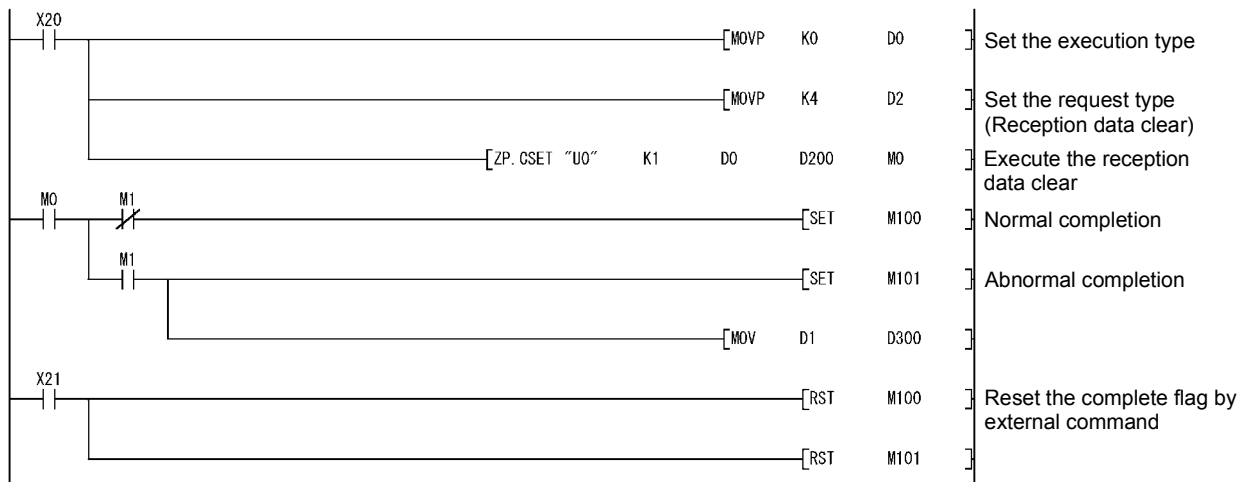 X20
MOVP K0 D0 Set the execution type
MOVP K4 D2 Set the request type
(Reception data clear)
ZP.CSET "U0" K1 D0 D200 M0 Execute the reception
data clear
M0 M1
SET M100 Normal completion
M1
SET M101 Abnormal completion
MOV D1 D300
X21
RST M100 Reset the complete flag by
external command
RST M101